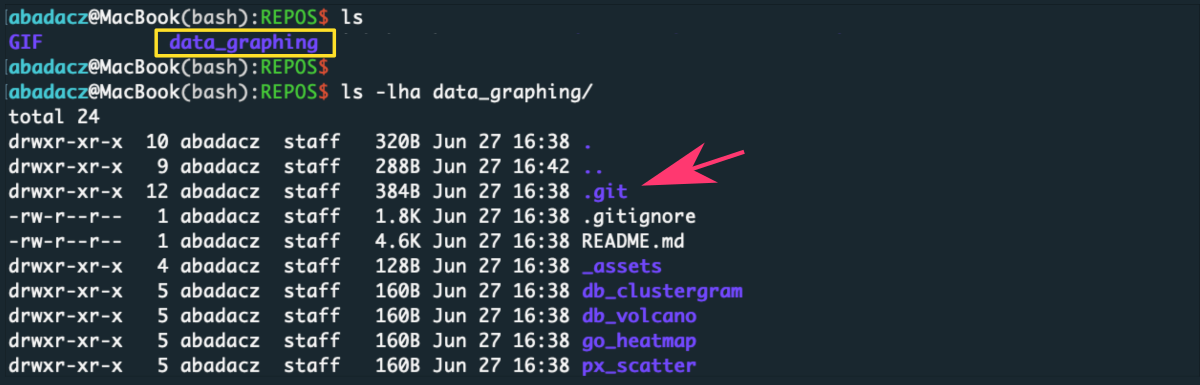 abadacz@MacBook(bash):REPOS$ ls
GIF data_graphing
abadacz@MacBook(bash):REPOS$
abadacz@MacBook(bash):REPOS$ ls -lha data_graphing/
total 24
drwxr-xr-x 10 abadacz staff 320B Jun 27 16:38 .
drwxr-xr-x 9 abadacz staff 288B Jun 27 16:42 ..
drwxr-xr-x 12 abadacz staff 384B Jun 27 16:38 .git
-rw-r--r-- 1 abadacz staff 1.8K Jun 27 16:38 .gitignore
-rw-r--r-- 1 abadacz staff 4.6K Jun 27 16:38 README.md
drwxr-xr-x 4 abadacz staff 128B Jun 27 16:38 _assets
drwxr-xr-x 5 abadacz staff 160B Jun 27 16:38 db_clustergram
drwxr-xr-x 5 abadacz staff 160B Jun 27 16:38 db_volcano
drwxr-xr-x 5 abadacz staff 160B Jun 27 16:38 go_heatmap
drwxr-xr-x 5 abadacz staff 160B Jun 27 16:38 px_scatter